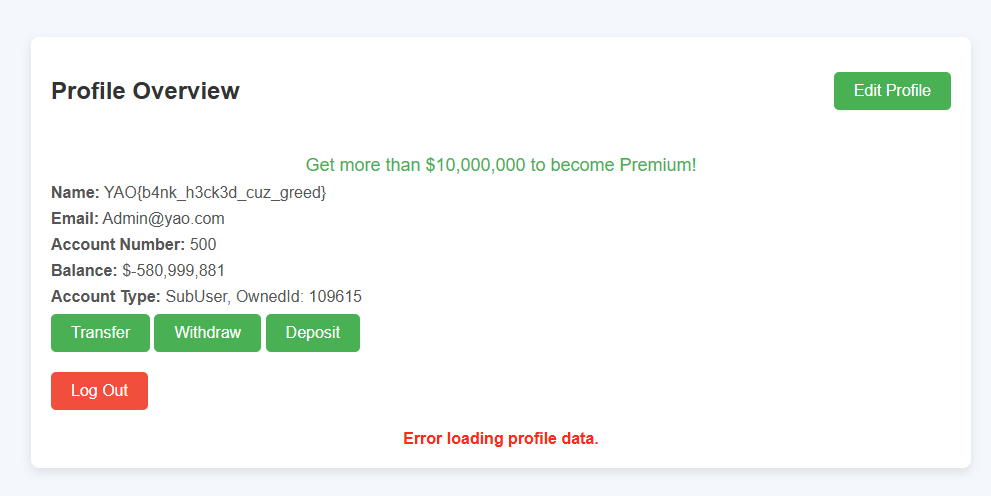 Profile Overview
Edit Profile
Get more than $10,000,000 to become Premium!
Name: YAO{b4nk_h3ck3d_cuz_greed}
Email: Admin@yao.com
Account Number: 500
Balance: $-580,999,881
Account Type: SubUser, OwnedId: 109615
Transfer Withdraw Deposit
Log Out
Error loading profile data.